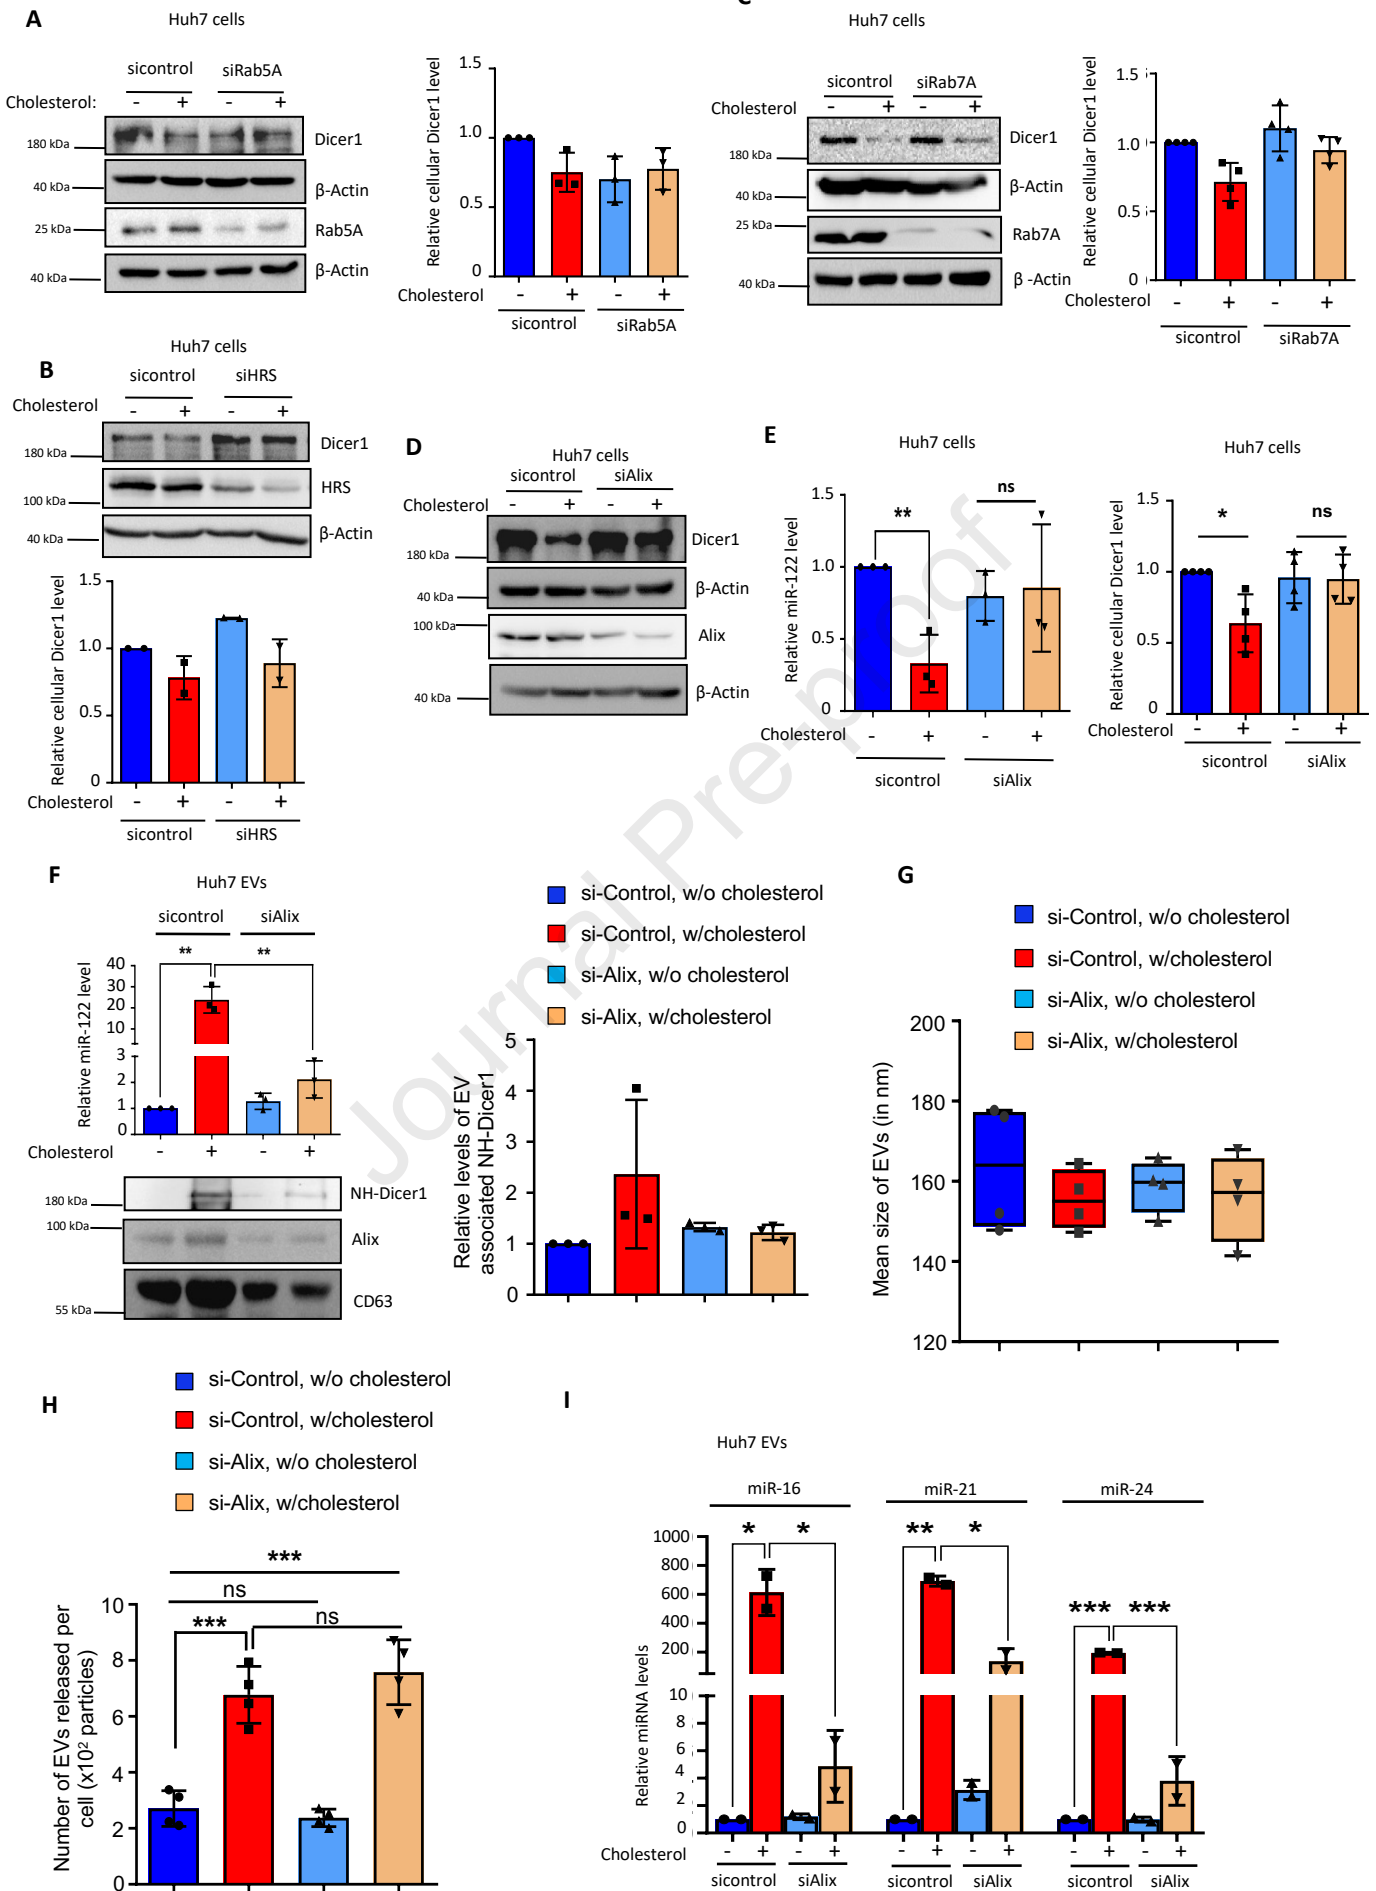 A
Huh7 cells
sicontrol siRab5A
Cholesterol: - + - +
Dicer1
180 kDa
β-Actin
40 kDa
25 kDa
Rab5A
β-Actin
40 kDa
Relative cellular Dicer1 level
1.5
1.0
0.5
0
Cholesterol - + - +
sicontrol siRab5A
Huh7 cells
sicontrol siRab7A
Cholesterol - + - +
Dicer1
180 kDa
β-Actin
40 kDa
25 kDa
Rab7A
β -Actin
40 kDa
Relative cellular Dicer1 level
1.5
1.0
0.5
0
Cholesterol - + - +
sicontrol siRab7A
B
Huh7 cells
sicontrol siHRS
Cholesterol - + - +
Dicer1
180 kDa
HRS
100 kDa
β-Actin
40 kDa
Relative cellular Dicer1 level
1.5
1.0
0.5
0
Cholesterol - + - +
sicontrol siHRS
D
Huh7 cells
sicontrol siAlix
Cholesterol - + - +
Dicer1
180 kDa
β-Actin
40 kDa
100 kDa
Alix
β-Actin
40 kDa
E
Huh7 cells
Relative miR-122 level
1.5
1.0
0.5
0
** ns
Cholesterol - + - +
sicontrol siAlix
Huh7 cells
Relative cellular Dicer1 level
1.5
1.0
0.5
0
* ns
Cholesterol - + - +
sicontrol siAlix
Journal Pre-proof
F
Huh7 EVs
sicontrol siAlix
** **
Relative miR-122 level
40
30
20
10
3
2
1
0
Cholesterol - + - +
NH-Dicer1
180 kDa
100 kDa
Alix
CD63
55 kDa
si-Control, w/o cholesterol
si-Control, w/cholesterol
si-Alix, w/o cholesterol
si-Alix, w/cholesterol
Relative levels of EV
associated NH-Dicer1
5
4
3
2
1
0
G
si-Control, w/o cholesterol
si-Control, w/cholesterol
si-Alix, w/o cholesterol
si-Alix, w/cholesterol
Mean size of EVs (in nm)
200
180
160
140
120
H
si-Control, w/o cholesterol
si-Control, w/cholesterol
si-Alix, w/o cholesterol
si-Alix, w/cholesterol
***
ns
*** ns
Number of EVs released per
cell (x10² particles)
10
8
6
4
2
0
I
Huh7 EVs
miR-16 miR-21 miR-24
* * ** * *** ***
Relative miRNA levels
1000
800
600
400
200
10
8
6
4
2
0
Cholesterol - + - + - + - + - + - +
sicontrol siAlix sicontrol siAlix sicontrol siAlix